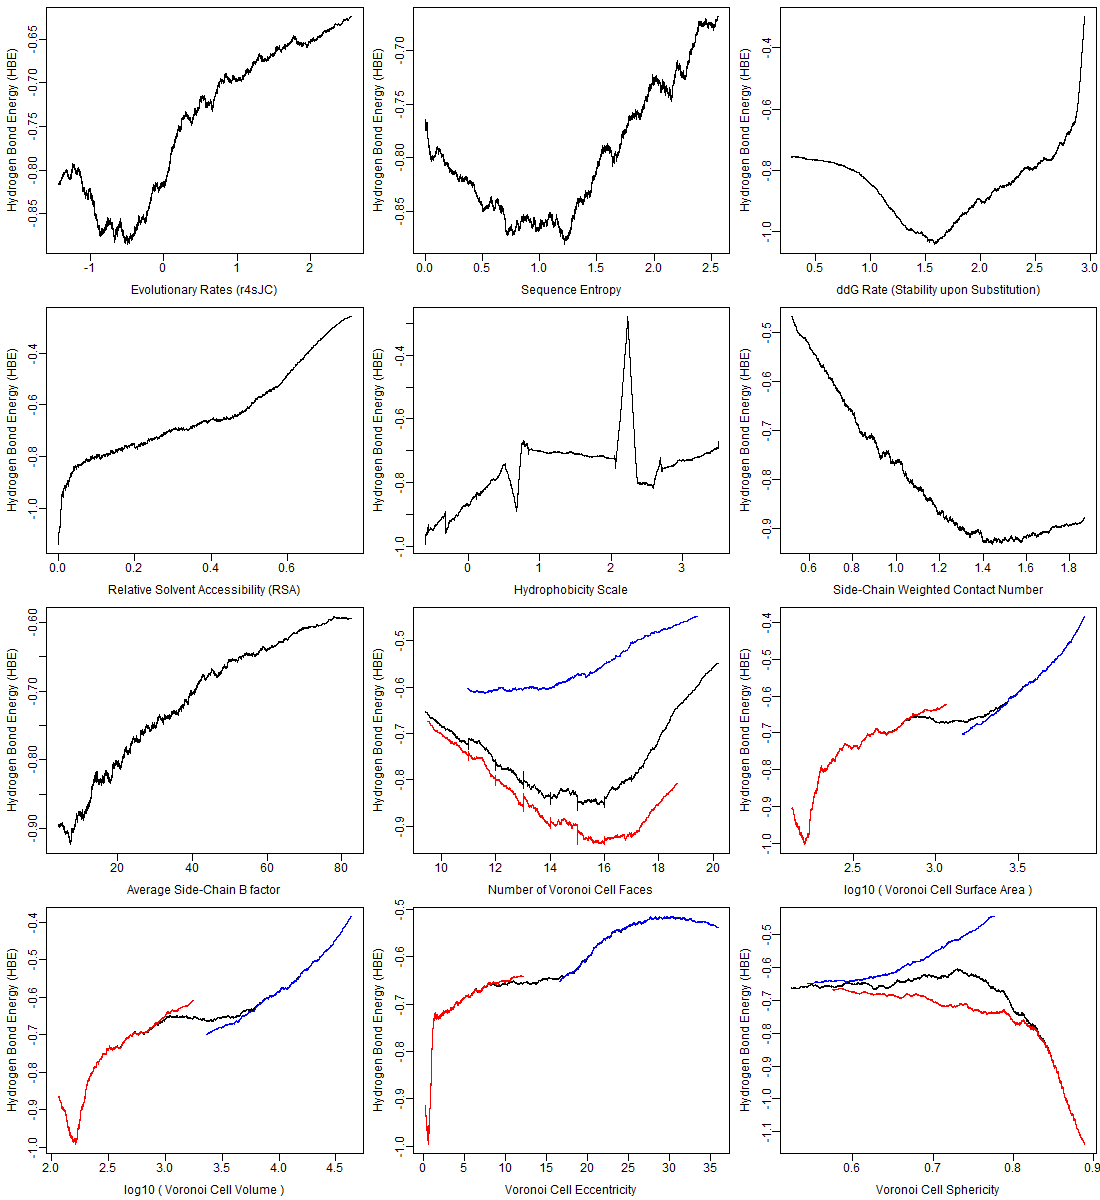 Hydrogen Bond Energy (HBE)
-0.65
-0.70
-0.75
-0.80
-0.85
-1 0 1 2
Evolutionary Rates (r4sJC)
Hydrogen Bond Energy (HBE)
-0.70
-0.75
-0.80
-0.85
0.0 0.5 1.0 1.5 2.0 2.5
Sequence Entropy
Hydrogen Bond Energy (HBE)
-0.4
-0.6
-0.8
-1.0
0.5 1.0 1.5 2.0 2.5 3.0
ddG Rate (Stability upon Substitution)
Hydrogen Bond Energy (HBE)
-0.4
-0.6
-0.8
-1.0
0.0 0.2 0.4 0.6
Relative Solvent Accessibility (RSA)
Hydrogen Bond Energy (HBE)
-0.4
-0.6
-0.8
-1.0
0 1 2 3
Hydrophobicity Scale
Hydrogen Bond Energy (HBE)
-0.5
-0.6
-0.7
-0.8
-0.9
0.6 0.8 1.0 1.2 1.4 1.6 1.8
Side-Chain Weighted Contact Number
Hydrogen Bond Energy (HBE)
-0.60
-0.70
-0.80
-0.90
20 40 60 80
Average Side-Chain B factor
Hydrogen Bond Energy (HBE)
-0.5
-0.6
-0.7
-0.8
-0.9
10 12 14 16 18 20
Number of Voronoi Cell Faces
Hydrogen Bond Energy (HBE)
-0.4
-0.5
-0.6
-0.7
-0.8
-0.9
-1.0
2.5 3.0 3.5
log10 ( Voronoi Cell Surface Area )
Hydrogen Bond Energy (HBE)
-0.4
-0.5
-0.6
-0.7
-0.8
-0.9
-1.0
2.0 2.5 3.0 3.5 4.0 4.5
log10 ( Voronoi Cell Volume )
Hydrogen Bond Energy (HBE)
-0.5
-0.6
-0.7
-0.8
-0.9
-1.0
0 5 10 15 20 25 30 35
Voronoi Cell Eccentricity
Hydrogen Bond Energy (HBE)
-0.5
-0.6
-0.7
-0.8
-0.9
-1.0
-1.1
0.6 0.7 0.8 0.9
Voronoi Cell Sphericity